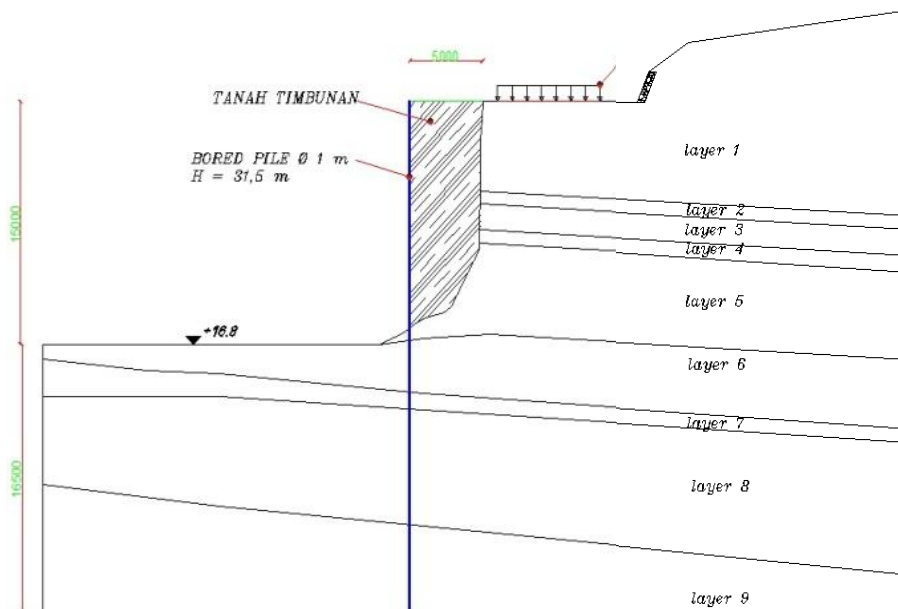 5000
TANAH TIMBUNAN
BORED PILE Ø 1 m
H = 31,5 m
15000
+16.8
16500
layer 1
layer 2
layer 3
layer 4
layer 5
layer 6
layer 7
layer 8
layer 9